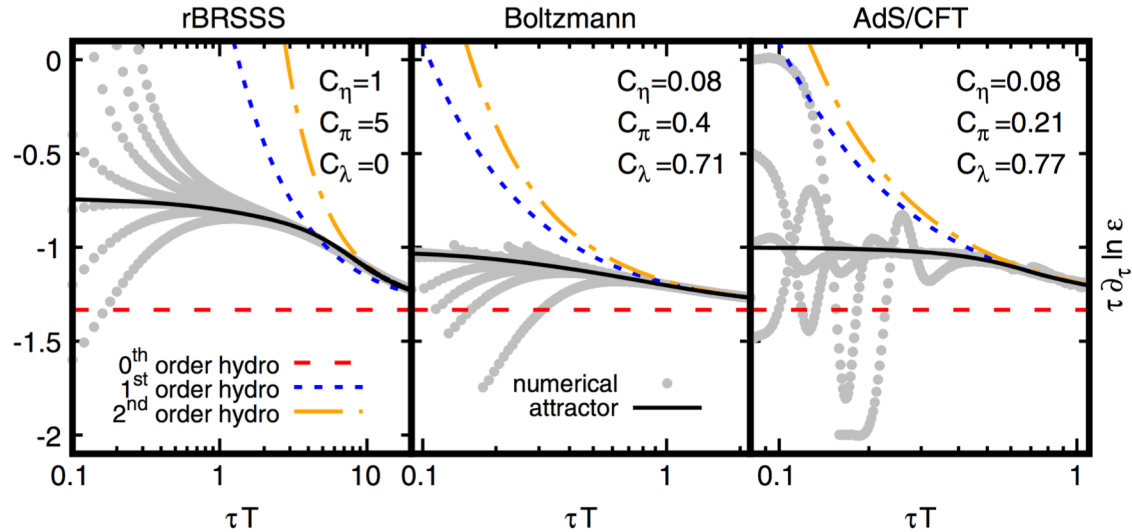 rBRSSS
Boltzmann
AdS/CFT
0
-0.5
-1
-1.5
-2
C_η=1
C_π=5
C_λ=0
C_η=0.08
C_π=0.4
C_λ=0.71
C_η=0.08
C_π=0.21
C_λ=0.77
0th order hydro
1st order hydro
2nd order hydro
numerical
attractor
τ ∂_τ ln ε
0.1 1 10
0.1 1
0.1 1
τT
τT
τT